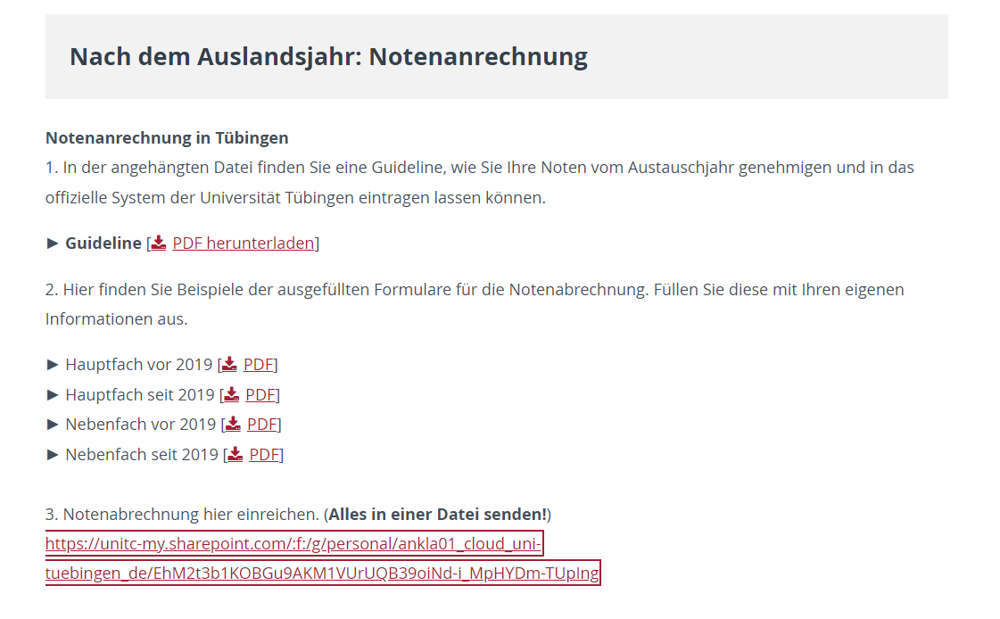 Nach dem Auslandsjahr: Notenanrechnung
Notenanrechnung in Tübingen
1. In der angehängten Datei finden Sie eine Guideline, wie Sie Ihre Noten vom Austauschjahr genehmigen und in das
offizielle System der Universität Tübingen eintragen lassen können.
► Guideline [PDF herunterladen]
2. Hier finden Sie Beispiele der ausgefüllten Formulare für die Notenabrechnung. Füllen Sie diese mit Ihren eigenen
Informationen aus.
► Hauptfach vor 2019 [PDF]
► Hauptfach seit 2019 [PDF]
► Nebenfach vor 2019 [PDF]
► Nebenfach seit 2019 [PDF]
3. Notenabrechnung hier einreichen. (Alles in einer Datei senden!)
https://unitc-my.sharepoint.com/:f:/g/personal/ankla01_cloud_uni-
tuebingen_de/EhM2t3b1KOBGu9AKM1VUrUQB39oiNd-i_MpHYDm-TUpIng